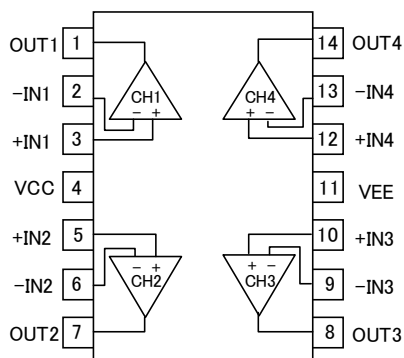 OUT1 1 14 OUT4
-IN1 2 CH1 CH4 13 -IN4
- + + -
+IN1 3 12 +IN4
VCC 4 11 VEE
+IN2 5 10 +IN3
- + + -
-IN2 6 CH2 CH3 9 -IN3
OUT2 7 8 OUT3